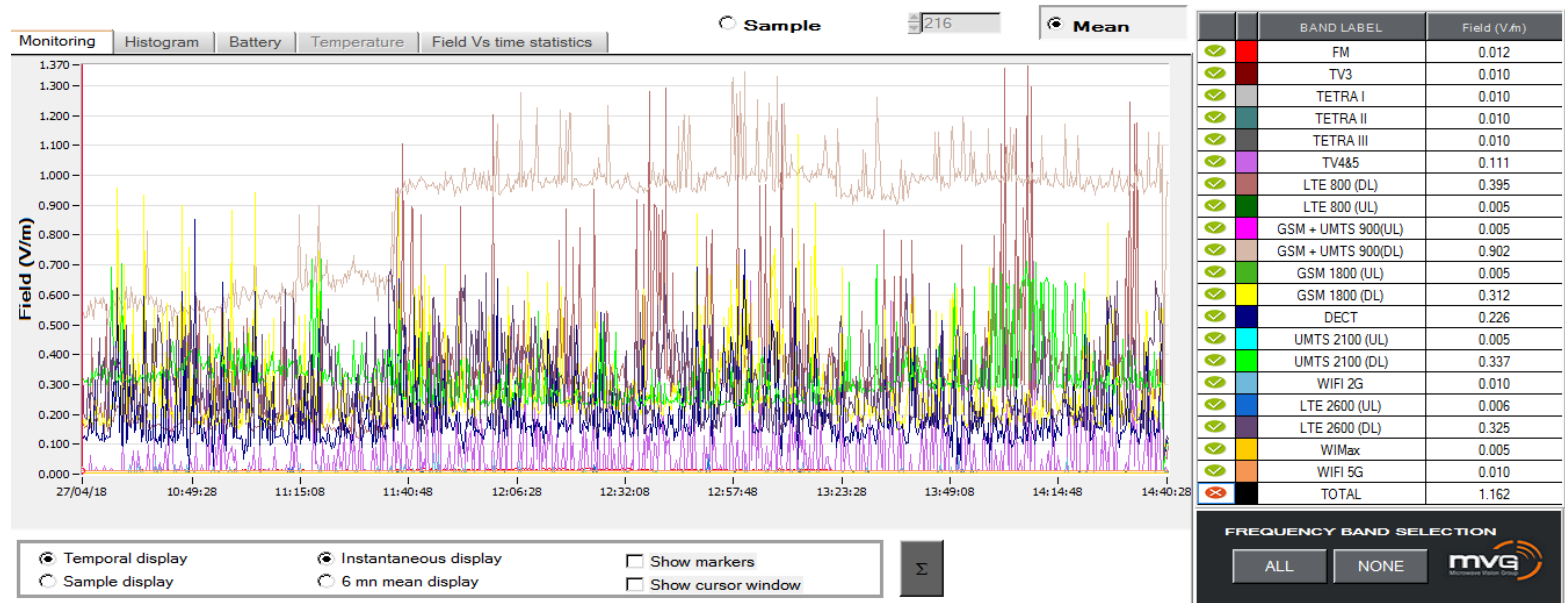 Sample 216 Mean
Monitoring Histogram Battery Temperature Field Vs time statistics
Field (V/m)
1.370
1.300
1.200
1.100
1.000
0.900
0.800
0.700
0.600
0.500
0.400
0.300
0.200
0.100
0.000
27/04/18 10:49:28 11:15:08 11:40:48 12:06:28 12:32:08 12:57:48 13:23:28 13:49:08 14:14:48 14:40:28
BAND LABEL Field (V/m)
FM 0.012
TV3 0.010
TETRA I 0.010
TETRA II 0.010
TETRA III 0.010
TV4&5 0.111
LTE 800 (DL) 0.395
LTE 800 (UL) 0.005
GSM + UMTS 900(UL) 0.005
GSM + UMTS 900(DL) 0.902
GSM 1800 (UL) 0.005
GSM 1800 (DL) 0.312
DECT 0.226
UMTS 2100 (UL) 0.005
UMTS 2100 (DL) 0.337
WIFI 2G 0.010
LTE 2600 (UL) 0.006
LTE 2600 (DL) 0.325
WIMax 0.005
WIFI 5G 0.010
TOTAL 1.162
Temporal display Instantaneous display Show markers
Sample display 6 mn mean display Show cursor window
Σ
FREQUENCY BAND SELECTION
ALL NONE mvg
Microwave Vision Group